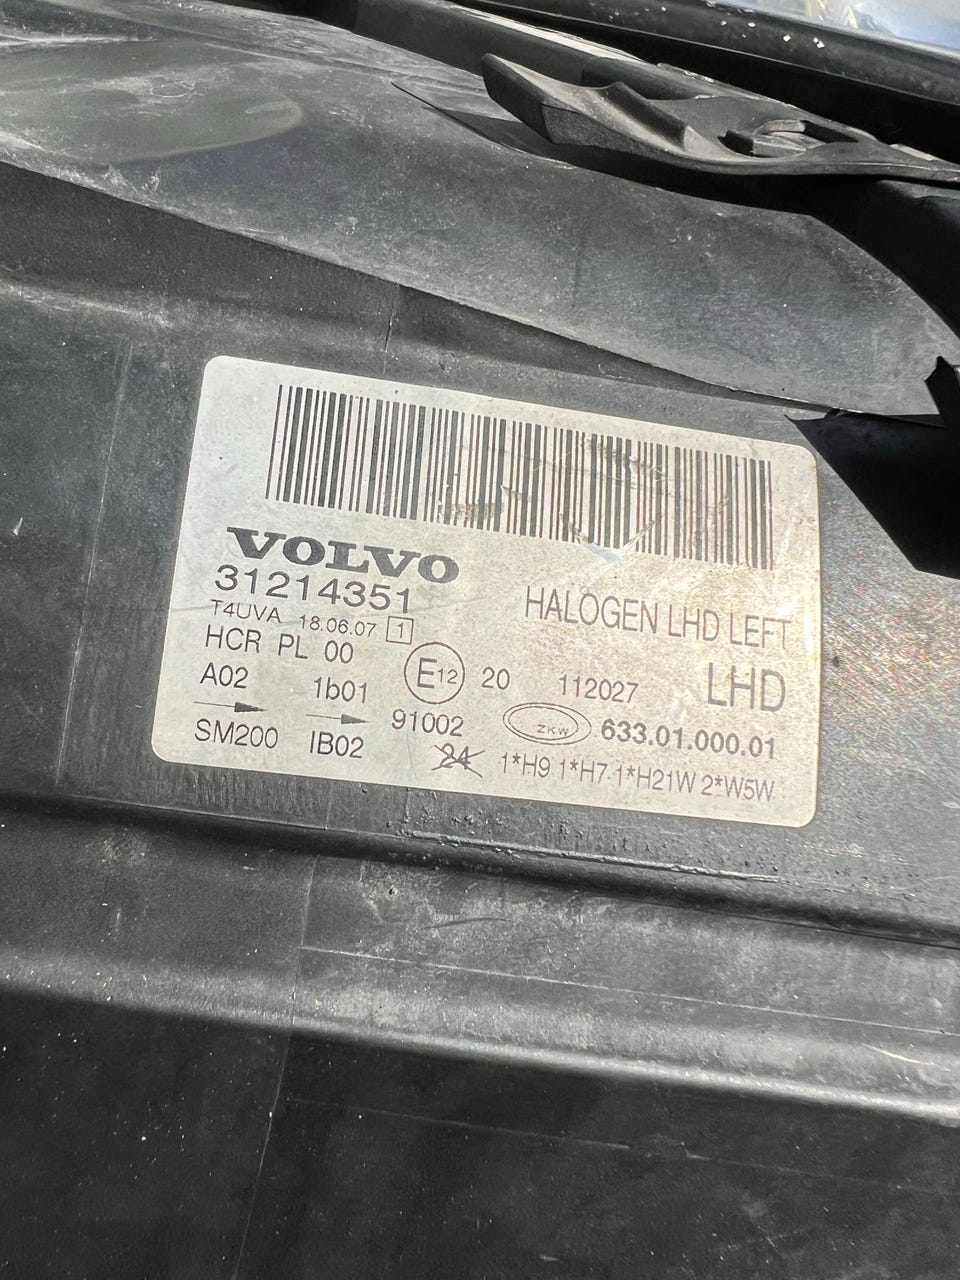 VOLVO
31214351
HALOGEN LHD LEFT
T4UVA 18.06.07 1
HCR PL 00
E12 20 112027 LHD
A02 1b01
91002 ZKW 633.01.000.01
SM200 IB02
24 1*H9 1*H7 1*H21W 2*W5W